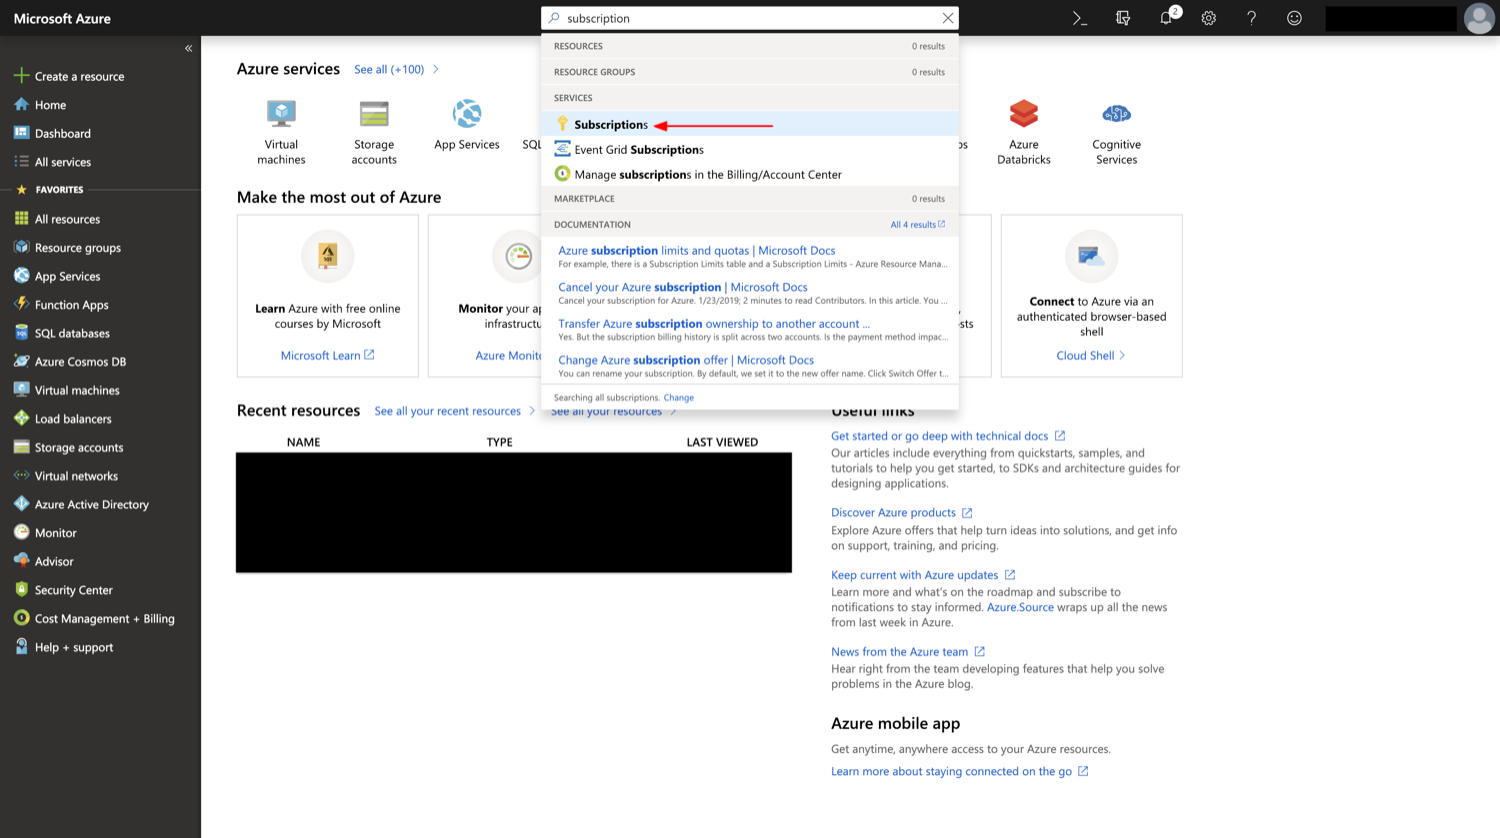 Microsoft Azure
subscription
2
Create a resource
Home
Dashboard
All services
FAVORITES
All resources
Resource groups
App Services
Function Apps
SQL databases
Azure Cosmos DB
Virtual machines
Load balancers
Storage accounts
Virtual networks
Azure Active Directory
Monitor
Advisor
Security Center
Cost Management + Billing
Help + support
Azure services
See all (+100)
Virtual
machines
Storage
accounts
App Services
SQL
RESOURCES
0 results
RESOURCE GROUPS
0 results
SERVICES
Subscriptions
Event Grid Subscriptions
Manage subscriptions in the Billing/Account Center
MARKETPLACE
0 results
DOCUMENTATION
All 4 results
Azure subscription limits and quotas | Microsoft Docs
For example, there is a Subscription Limits table and a Subscription Limits - Azure Resource Mana...
Cancel your Azure subscription | Microsoft Docs
Cancel your subscription for Azure. 1/23/2019; 2 minutes to read Contributors. In this article. You ...
Transfer Azure subscription ownership to another account ...
Yes. But the subscription billing history is split across two accounts. Is the payment method impac...
Change Azure subscription offer | Microsoft Docs
You can rename your subscription. By default, we set it to the new offer name. Click Switch Offer t...
Searching all subscriptions. Change
ps
Azure
Databricks
Cognitive
Services
Make the most out of Azure
101
Learn Azure with free online
courses by Microsoft
Microsoft Learn
Monitor your ap
infrastructu
Azure Monito
sts
Connect to Azure via an
authenticated browser-based
shell
Cloud Shell
Recent resources
See all your recent resources
See all your resources
NAME
TYPE
LAST VIEWED
Useful links
Get started or go deep with technical docs
Our articles include everything from quickstarts, samples, and
tutorials to help you get started, to SDKs and architecture guides for
designing applications.
Discover Azure products
Explore Azure offers that help turn ideas into solutions, and get info
on support, training, and pricing.
Keep current with Azure updates
Learn more and what's on the roadmap and subscribe to
notifications to stay informed. Azure.Source wraps up all the news
from last week in Azure.
News from the Azure team
Hear right from the team developing features that help you solve
problems in the Azure blog.
Azure mobile app
Get anytime, anywhere access to your Azure resources.
Learn more about staying connected on the go